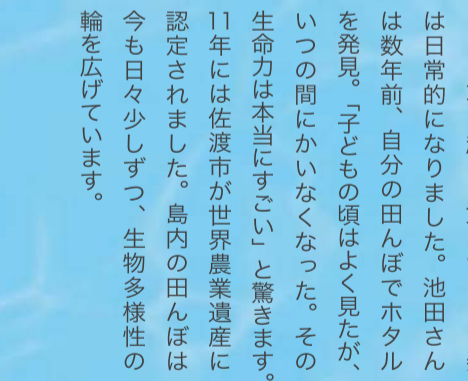 は日常的になりました。池田さん
は数年前、自分の田んぼでホタル
を発見。「子どもの頃はよく見たが、
いつの間にかいなくなった。その
生命力は本当にすごい」と驚きます。
11年には佐渡市が世界農業遺産に
認定されました。島内の田んぼは
今も日々少しずつ、生物多様性の
輪を広げています。